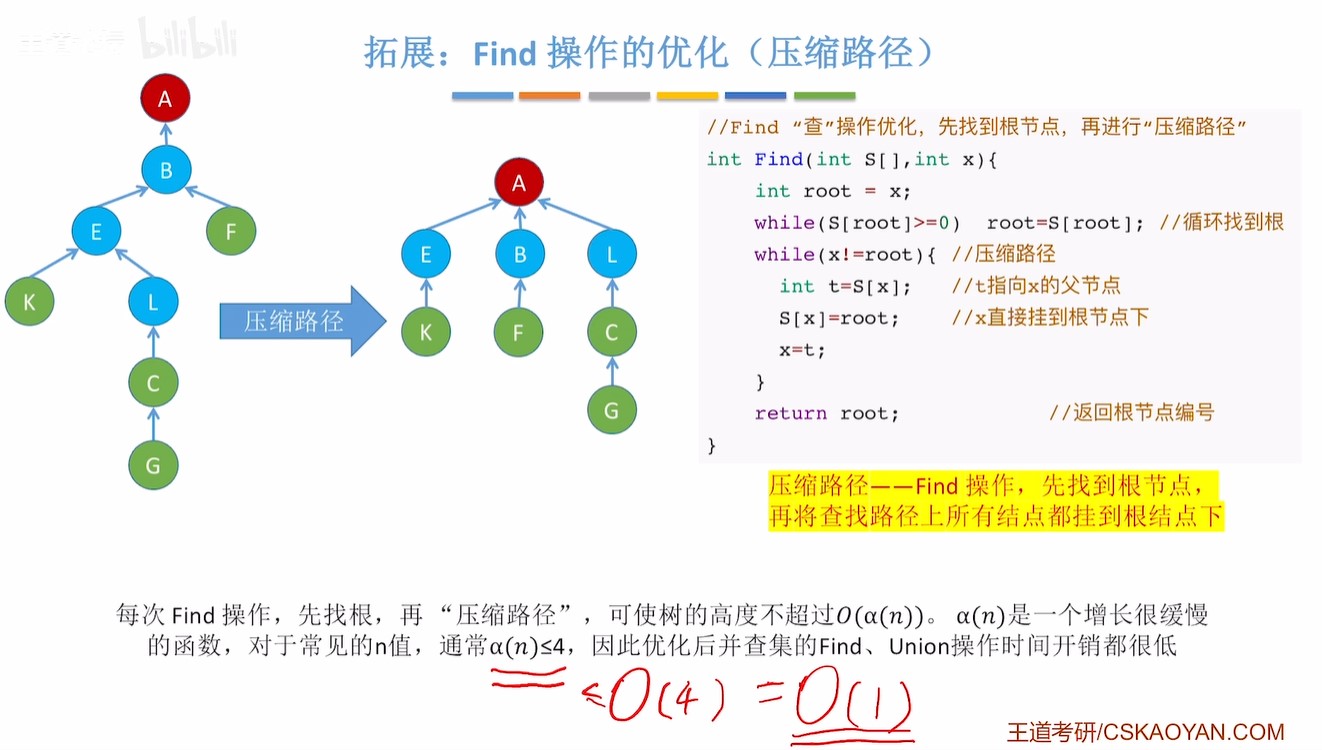 bilibili
拓展：Find 操作的优化（压缩路径）
A
B
E
F
K
L
C
G
压缩路径
A
E
B
L
K
F
C
G
//Find “查”操作优化，先找到根节点，再进行“压缩路径”
int Find(int S[],int x){
int root = x;
while(S[root]>=0) root=S[root]; //循环找到根
while(x!=root){ //压缩路径
int t=S[x]; //t指向x的父节点
S[x]=root; //x直接挂到根节点下
x=t;
}
return root; //返回根节点编号
}
压缩路径——Find 操作，先找到根节点，
再将查找路径上所有结点都挂到根结点下
每次 Find 操作，先找根，再 “压缩路径”，可使树的高度不超过O(α(n))。α(n)是一个增长很缓慢
的函数，对于常见的n值，通常α(n)≤4，因此优化后并查集的Find、Union操作时间开销都很低
≤O(4) = O(1)
王道考研/CSKAOYAN.COM